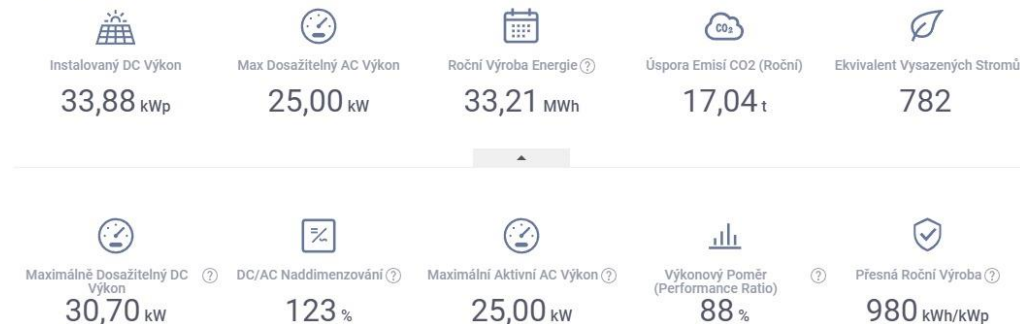 CO₂
Instalovaný DC Výkon
Max Dosažitelný AC Výkon
Roční Výroba Energie ?
Úspora Emisí CO2 (Roční)
Ekvivalent Vysazených Stromů
33,88 kWp
25,00 kW
33,21 MWh
17,04 t
782
Maximálně Dosažitelný DC Výkon ?
DC/AC Naddimenzování ?
Maximální Aktivní AC Výkon ?
Výkonový Poměr
(Performance Ratio) ?
Přesná Roční Výroba ?
30,70 kW
123 %
25,00 kW
88 %
980 kWh/kWp